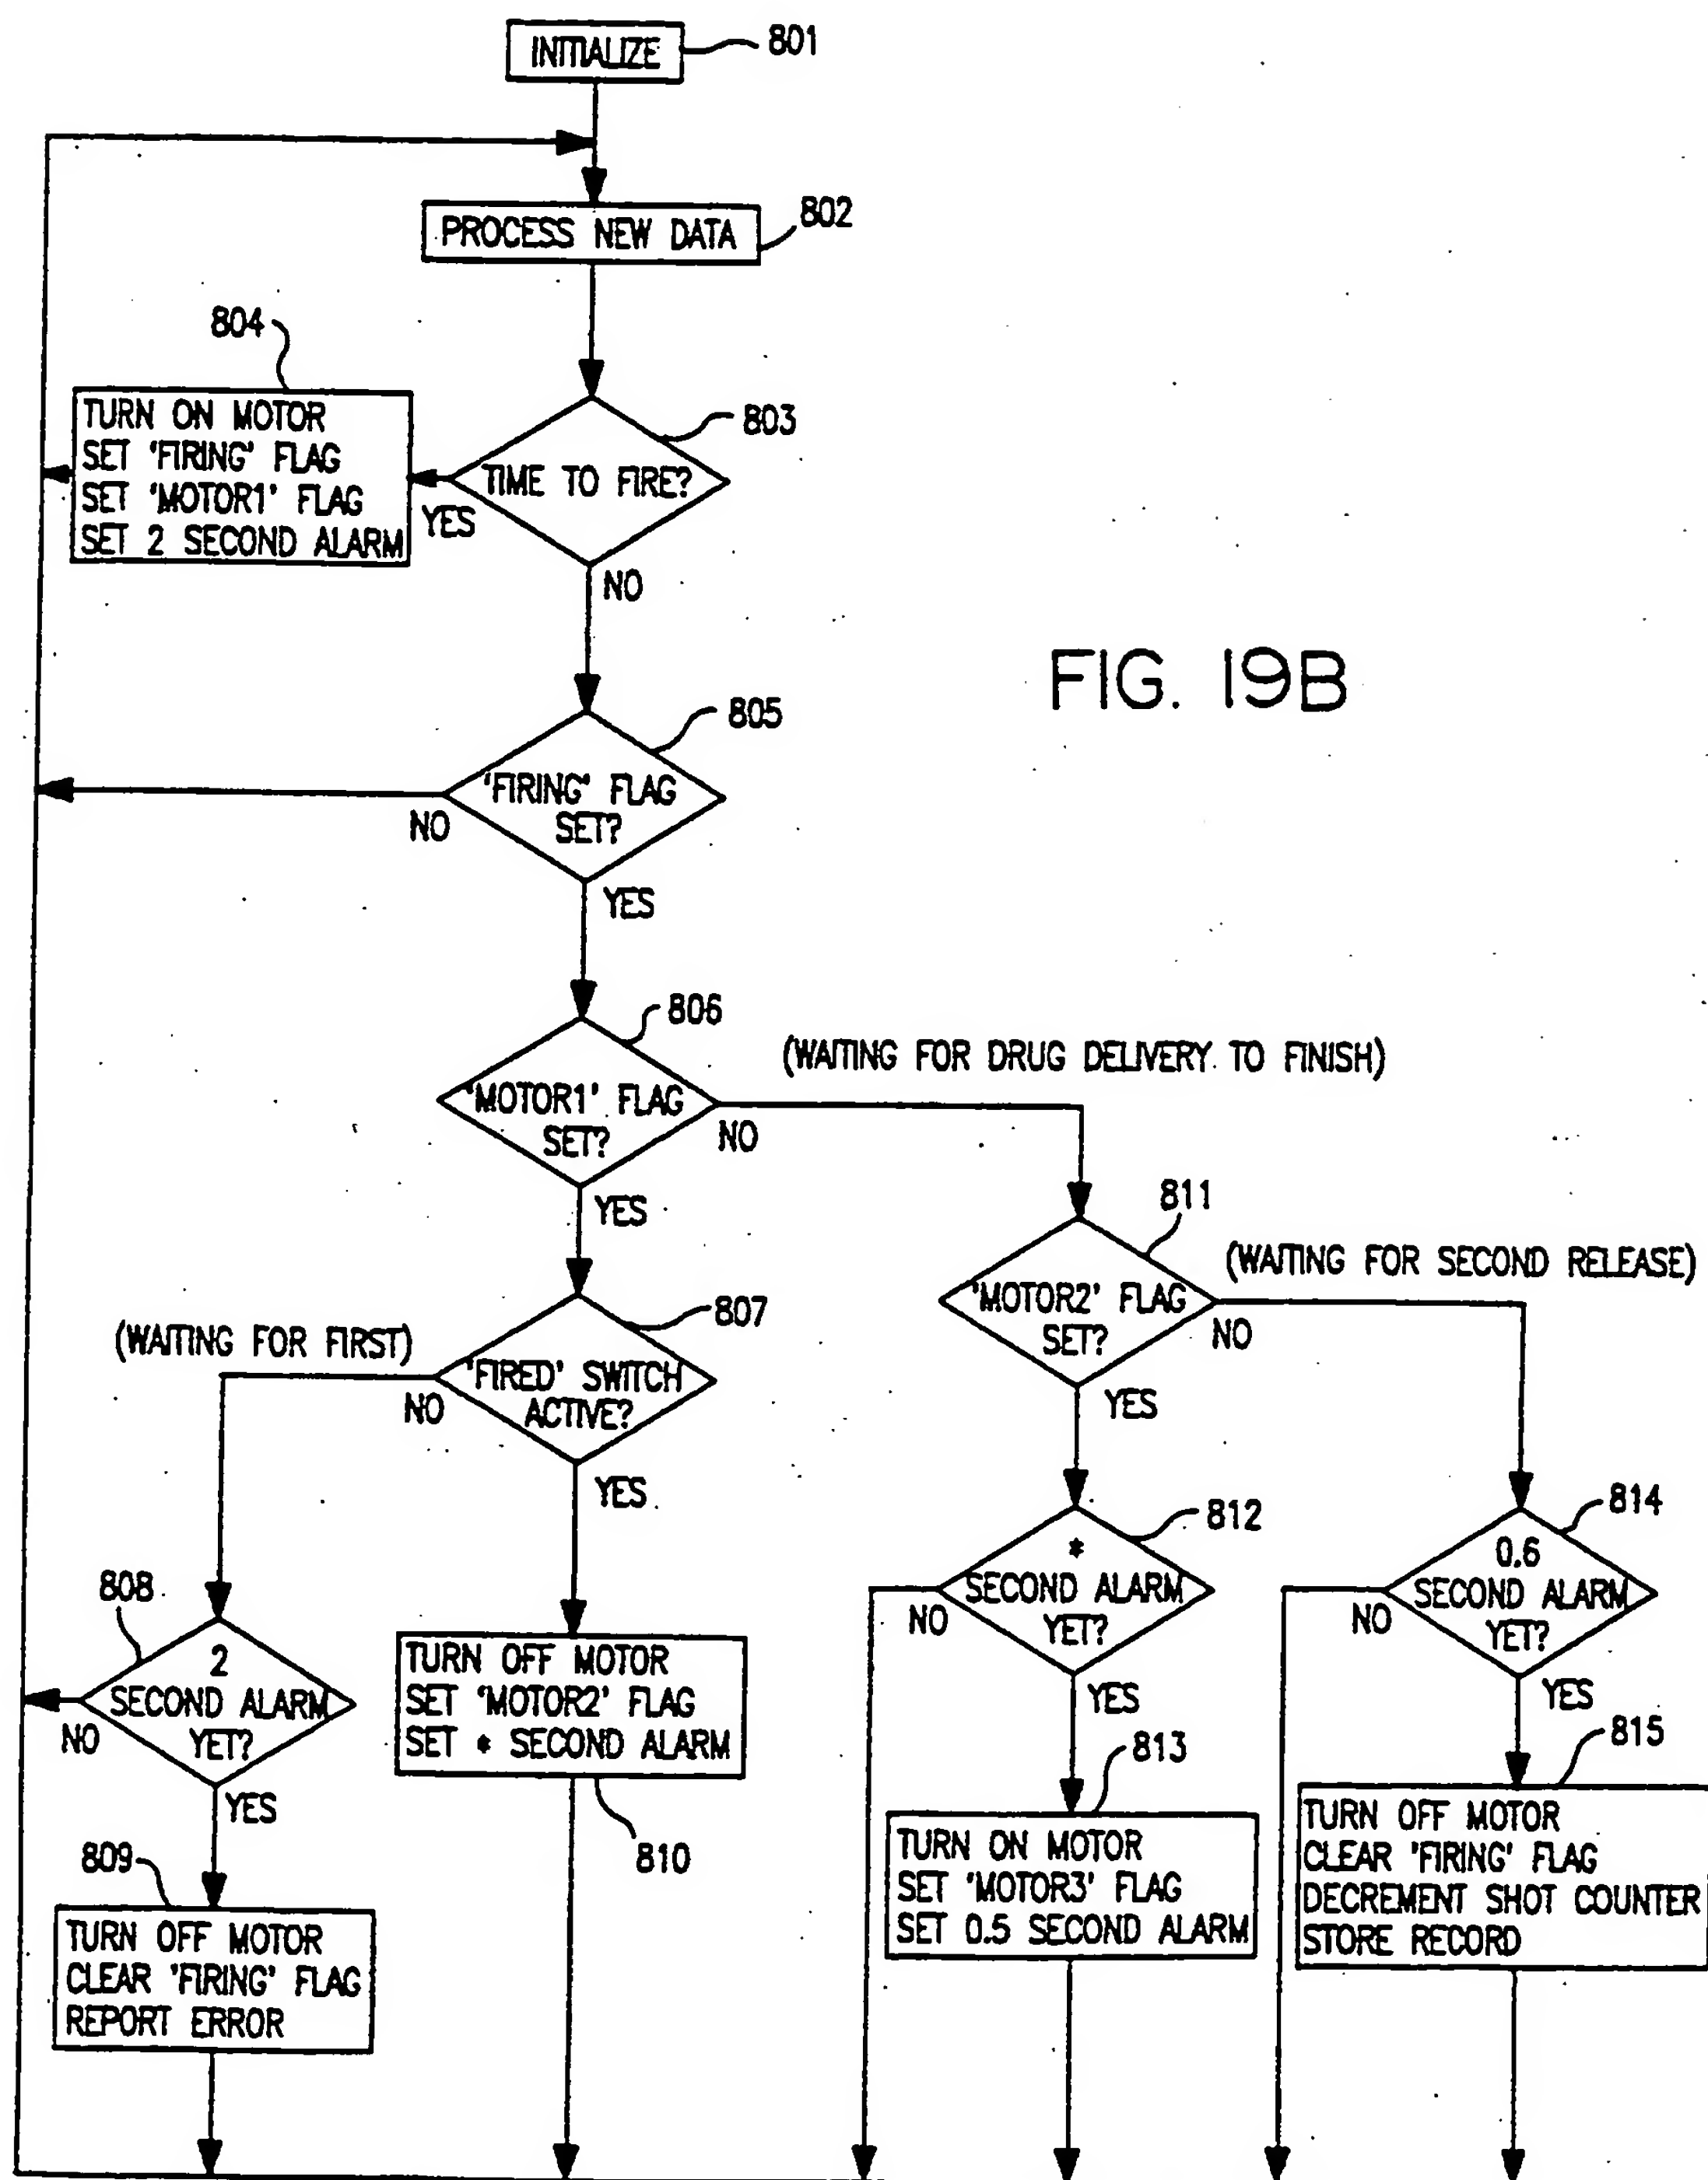 INITIALIZE
801
PROCESS NEW DATA
802
804
TURN ON MOTOR
SET 'FIRING' FLAG
SET 'MOTOR1' FLAG
SET 2 SECOND ALARM
803
TIME TO FIRE?
YES
NO
FIG. 19B
805
'FIRING' FLAG
SET?
NO
YES
806
(WAITING FOR DRUG DELIVERY TO FINISH)
'MOTOR1' FLAG
SET?
NO
YES
811
(WAITING FOR SECOND RELEASE)
'MOTOR2' FLAG
SET?
NO
YES
807
(WAITING FOR FIRST)
'FIRED' SWITCH
ACTIVE?
NO
YES
812
*
SECOND ALARM
YET?
NO
YES
814
0.6
SECOND ALARM
YET?
NO
YES
808
2
SECOND ALARM
YET?
NO
YES
TURN OFF MOTOR
SET 'MOTOR2' FLAG
SET * SECOND ALARM
810
813
TURN ON MOTOR
SET 'MOTOR3' FLAG
SET 0.5 SECOND ALARM
815
TURN OFF MOTOR
CLEAR 'FIRING' FLAG
DECREMENT SHOT COUNTER
STORE RECORD
809
TURN OFF MOTOR
CLEAR 'FIRING' FLAG
REPORT ERROR